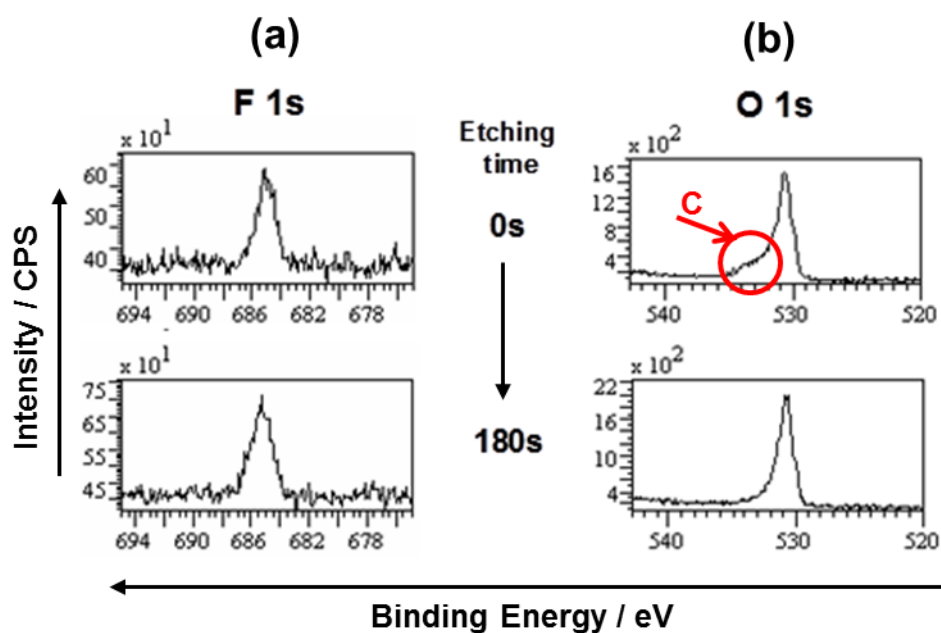 (a)
(b)
F 1s
O 1s
Etching
time
x 10¹
60
50
40
694 690 686 682 678
0s
x 10²
16
12
8
4
C
540 530 520
x 10¹
75
65
55
45
694 690 686 682 678
180s
x 10²
22
16
10
4
540 530 520
Intensity / CPS
Binding Energy / eV